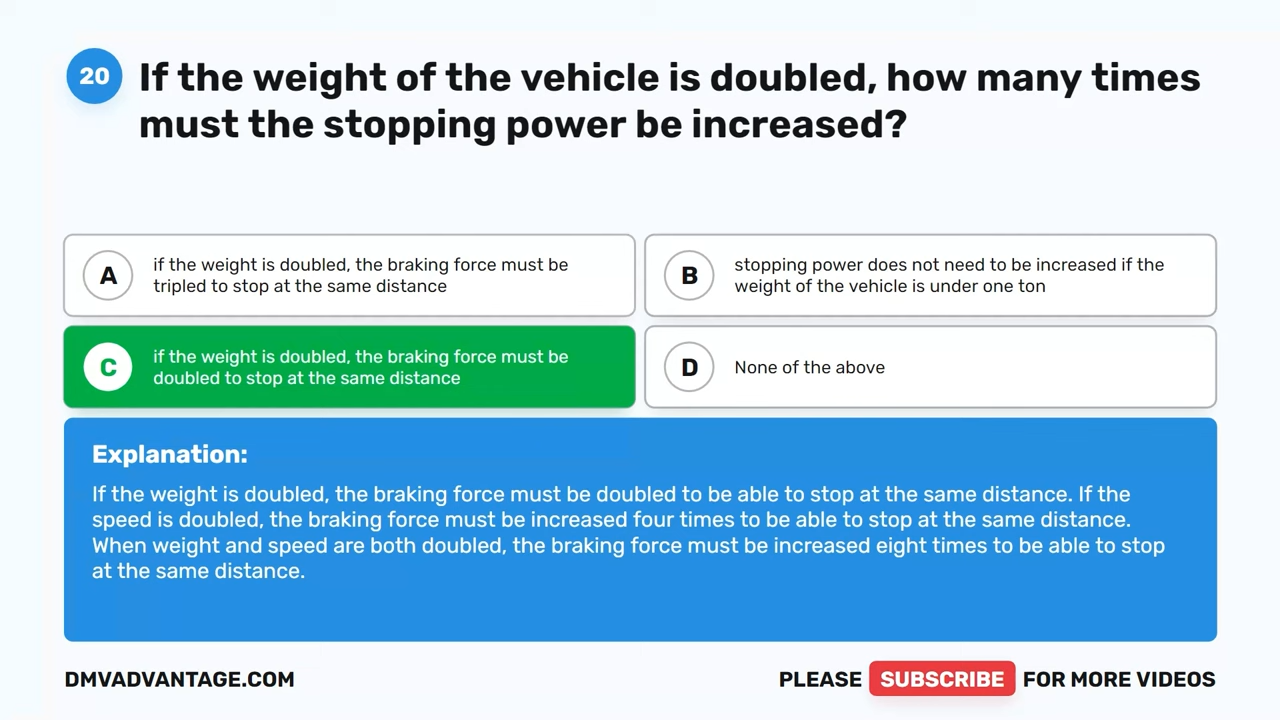 20
If the weight of the vehicle is doubled, how many times
must the stopping power be increased?
A
if the weight is doubled, the braking force must be
tripled to stop at the same distance
B
stopping power does not need to be increased if the
weight of the vehicle is under one ton
C
if the weight is doubled, the braking force must be
doubled to stop at the same distance
D
None of the above
Explanation:
If the weight is doubled, the braking force must be doubled to be able to stop at the same distance. If the
speed is doubled, the braking force must be increased four times to be able to stop at the same distance.
When weight and speed are both doubled, the braking force must be increased eight times to be able to stop
at the same distance.
DMVADVANTAGE.COM
PLEASE SUBSCRIBE FOR MORE VIDEOS